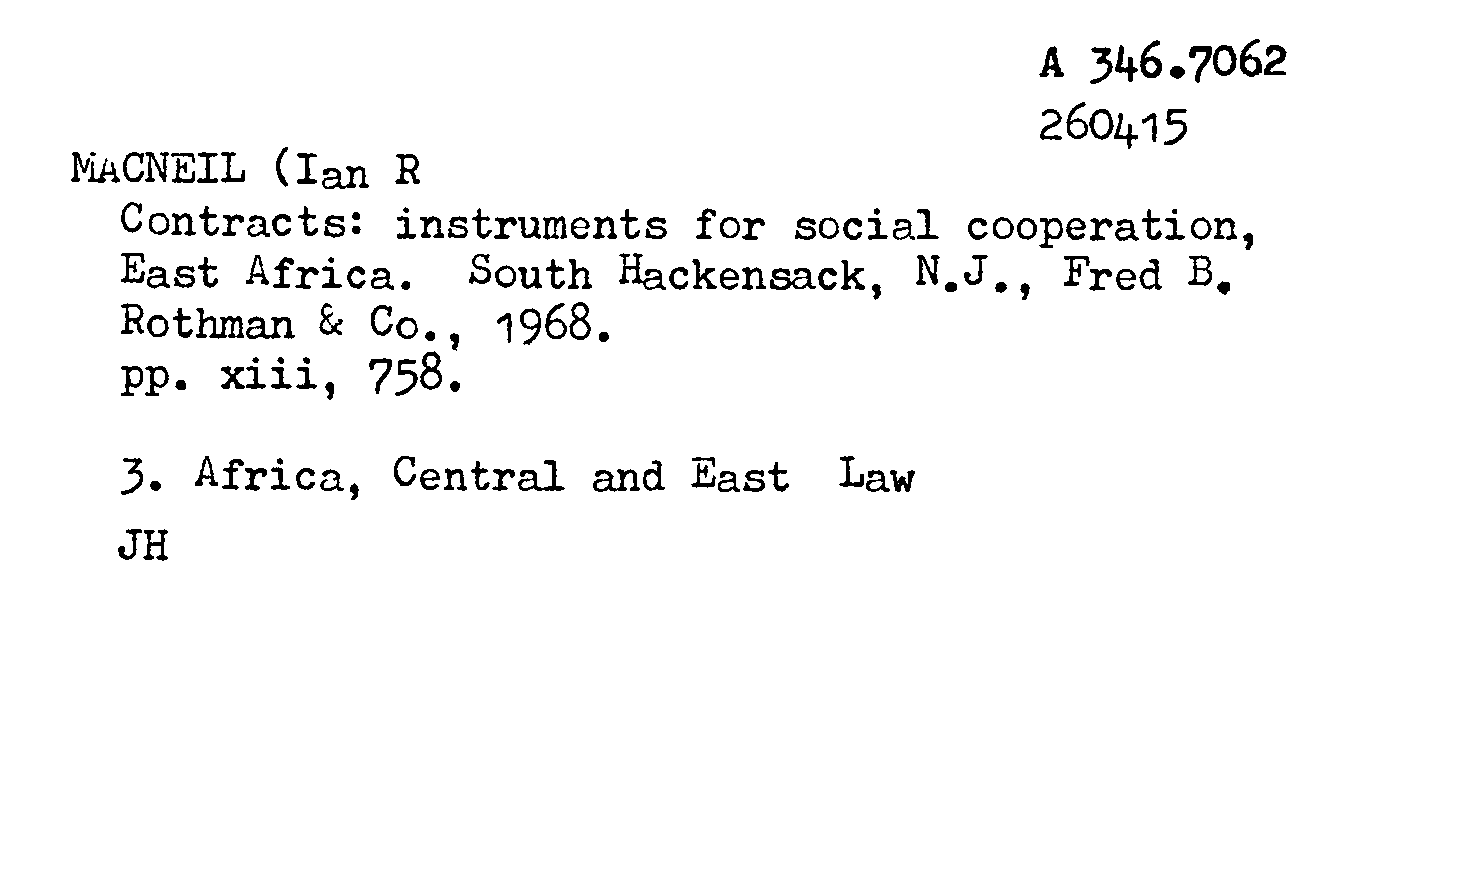 A 346.7062
260415
MACNEIL (Ian R
Contracts: instruments for social cooperation,
East Africa. South Hackensack, N.J., Fred B.
Rothman & Co., 1968.
pp. xiii, 758.
3. Africa, Central and East Law
JH